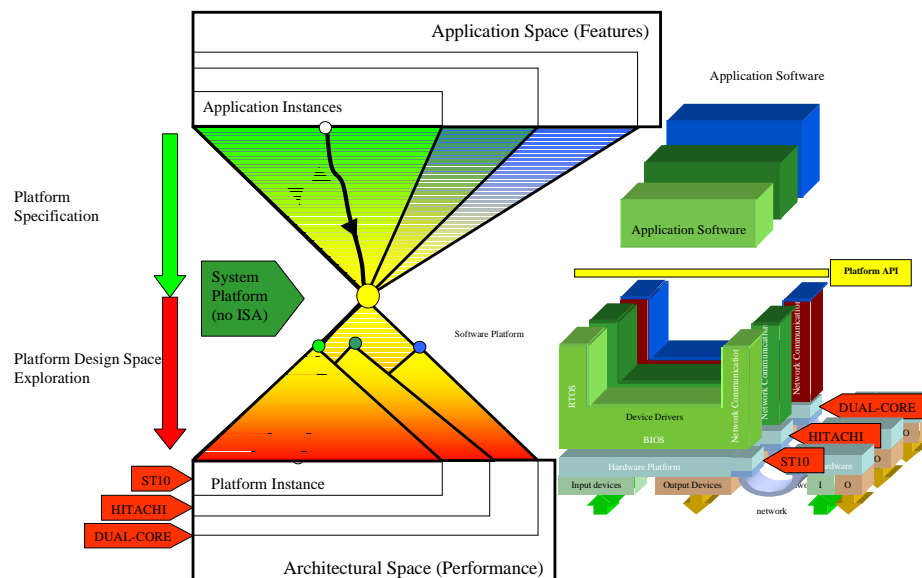 Application Space (Features)
Application Instances
Platform
Specification
System
Platform
(no ISA)
Platform Design Space
Exploration
Software Platform
ST10
HITACHI
DUAL-CORE
Platform Instance
Architectural Space (Performance)
Application Software
Application Software
Platform API
RTOS
Device Drivers
BIOS
Network Communication
Network Communication
Network Communication
DUAL-CORE
HITACHI
ST10
Hardware Platform
Input devices
Output Devices
I
O
O
O
network